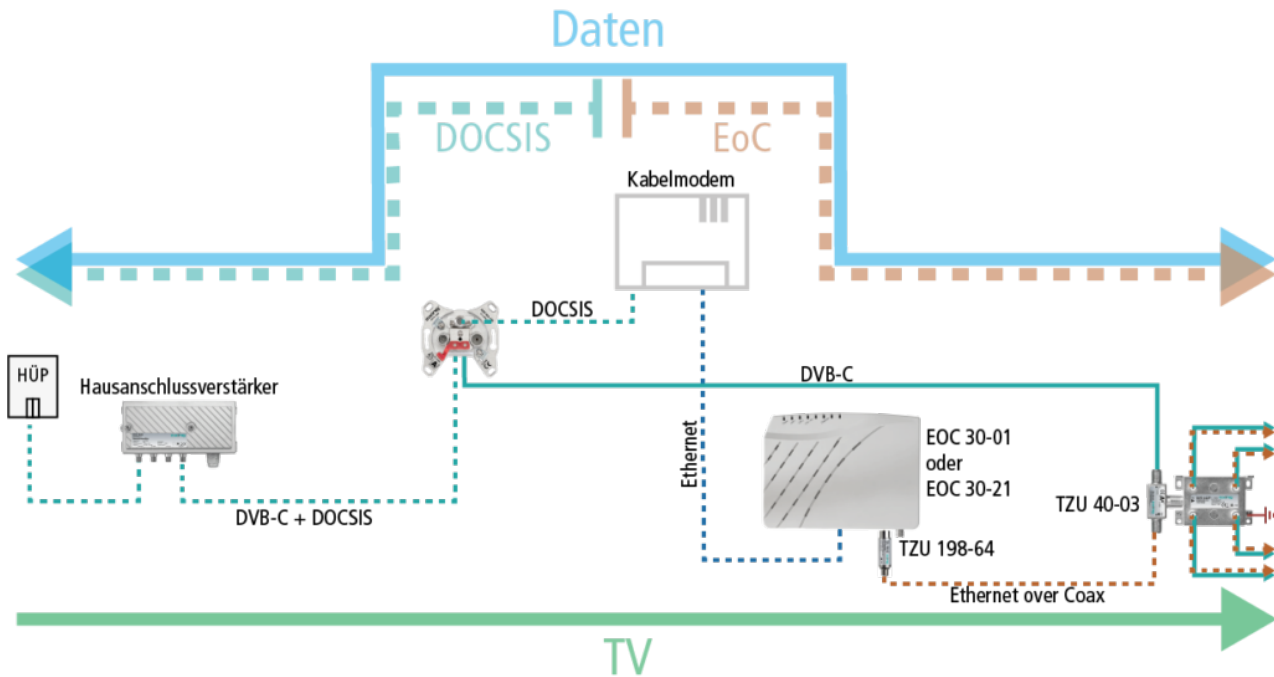 Daten
DOCSIS
EoC
Kabelmodem
DOCSIS
HÜP
Hausanschlussverstärker
DVB-C
Ethernet
EOC 30-01
oder
EOC 30-21
TZU 40-03
DVB-C + DOCSIS
TZU 198-64
Ethernet over Coax
TV